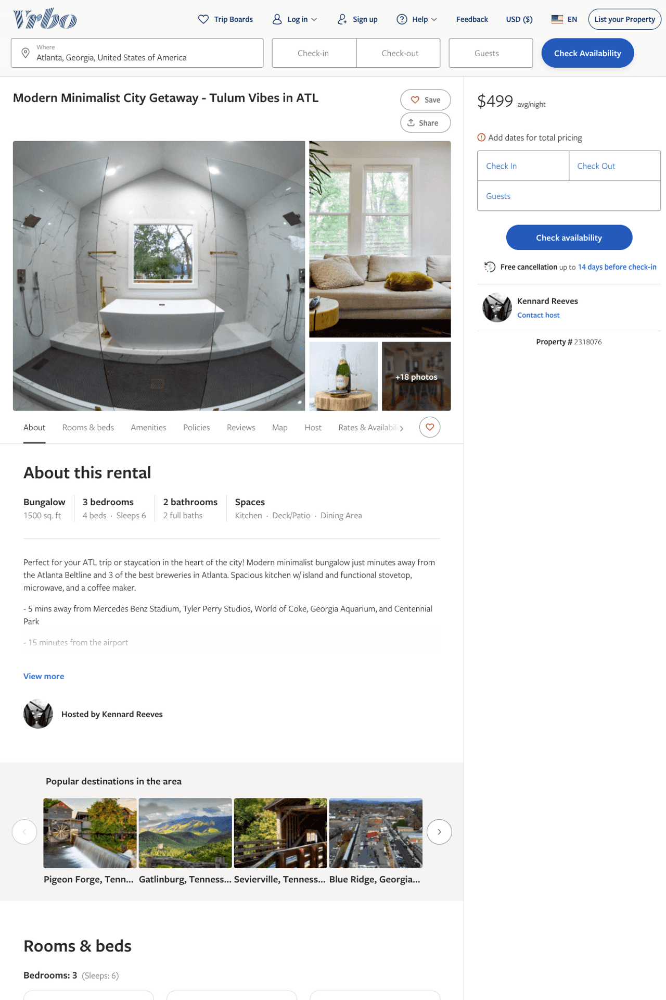 Vrbo
Trip Boards
Log in
Sign up
Help
Feedback
USD ($)
EN
List your Property
Where
Atlanta, Georgia, United States of America
Check-in
Check-out
Guests
Check Availability
Modern Minimalist City Getaway - Tulum Vibes in ATL
Save
Share
+18 photos
$499 avg/night
Add dates for total pricing
Check In
Check Out
Guests
Check availability
Free cancellation up to 14 days before check-in
Kennard Reeves
Contact host
Property # 2318076
About
Rooms & beds
Amenities
Policies
Reviews
Map
Host
Rates & Availabili
About this rental
Bungalow
1500 sq. ft
3 bedrooms
4 beds · Sleeps 6
2 bathrooms
2 full baths
Spaces
Kitchen · Deck/Patio · Dining Area
Perfect for your ATL trip or staycation in the heart of the city! Modern minimalist bungalow just minutes away from
the Atlanta Beltline and 3 of the best breweries in Atlanta. Spacious kitchen w/ island and functional stovetop,
microwave, and a coffee maker.
- 5 mins away from Mercedes Benz Stadium, Tyler Perry Studios, World of Coke, Georgia Aquarium, and Centennial
Park
- 15 minutes from the airport
View more
Hosted by Kennard Reeves
Popular destinations in the area
Pigeon Forge, Tenn...
Gatlinburg, Tenness...
Sevierville, Tenness...
Blue Ridge, Georgia...
Rooms & beds
Bedrooms: 3 (Sleeps: 6)